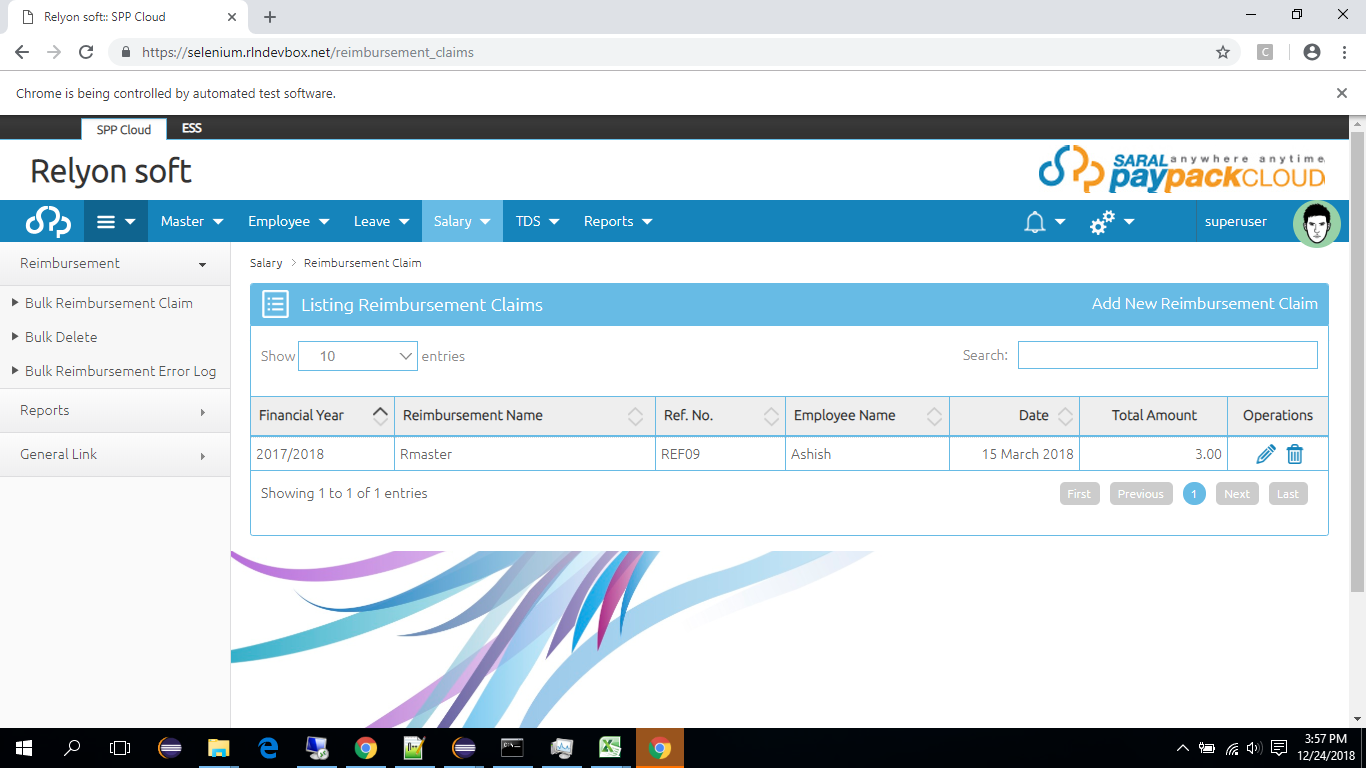 Relyon soft:: SPP Cloud
https://selenium.rlndevbox.net/reimbursement_claims
C
Chrome is being controlled by automated test software.
SPP Cloud ESS
Relyon soft
SARAL anywhere anytime
paypackCLOUD
Master Employee Leave Salary TDS Reports superuser
Reimbursement
Bulk Reimbursement Claim
Bulk Delete
Bulk Reimbursement Error Log
Reports
General Link
Salary > Reimbursement Claim
Listing Reimbursement Claims Add New Reimbursement Claim
Show 10 entries Search:
Financial Year Reimbursement Name Ref. No. Employee Name Date Total Amount Operations
2017/2018 Rmaster REF09 Ashish 15 March 2018 3.00
Showing 1 to 1 of 1 entries First Previous 1 Next Last
3:57 PM
12/24/2018